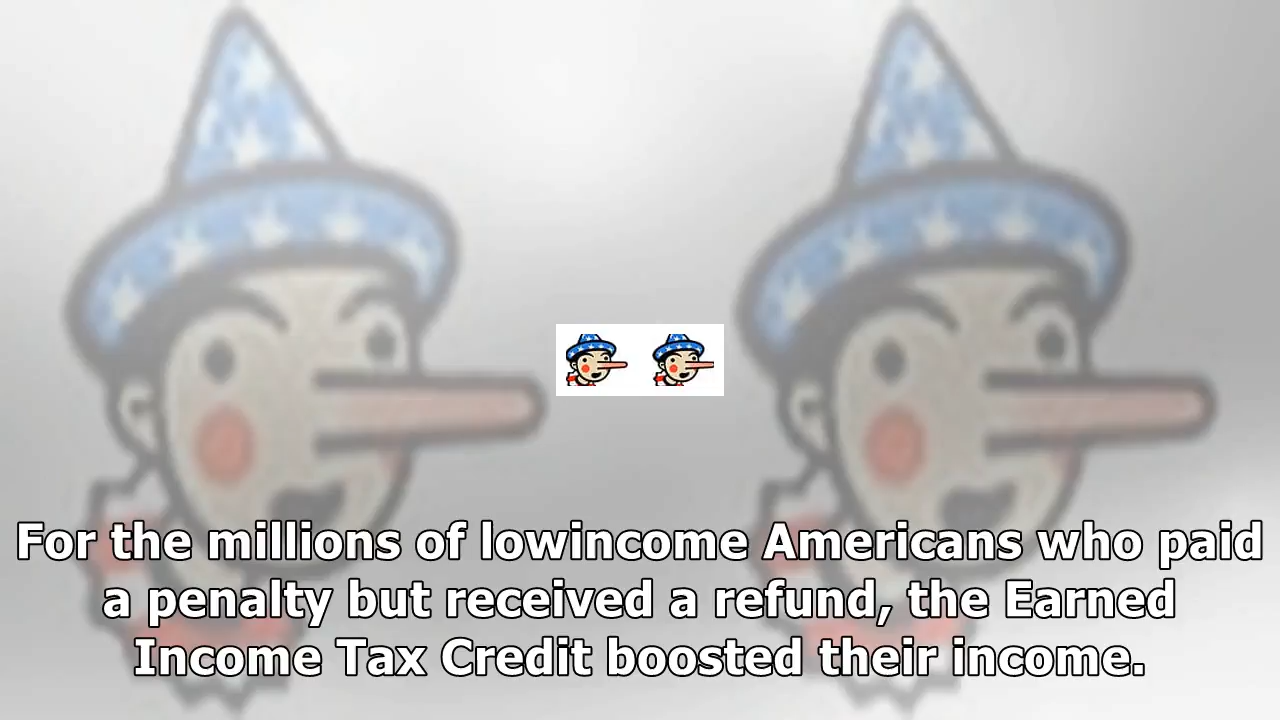 For the millions of lowincome Americans who paid
a penalty but received a refund, the Earned
Income Tax Credit boosted their income.